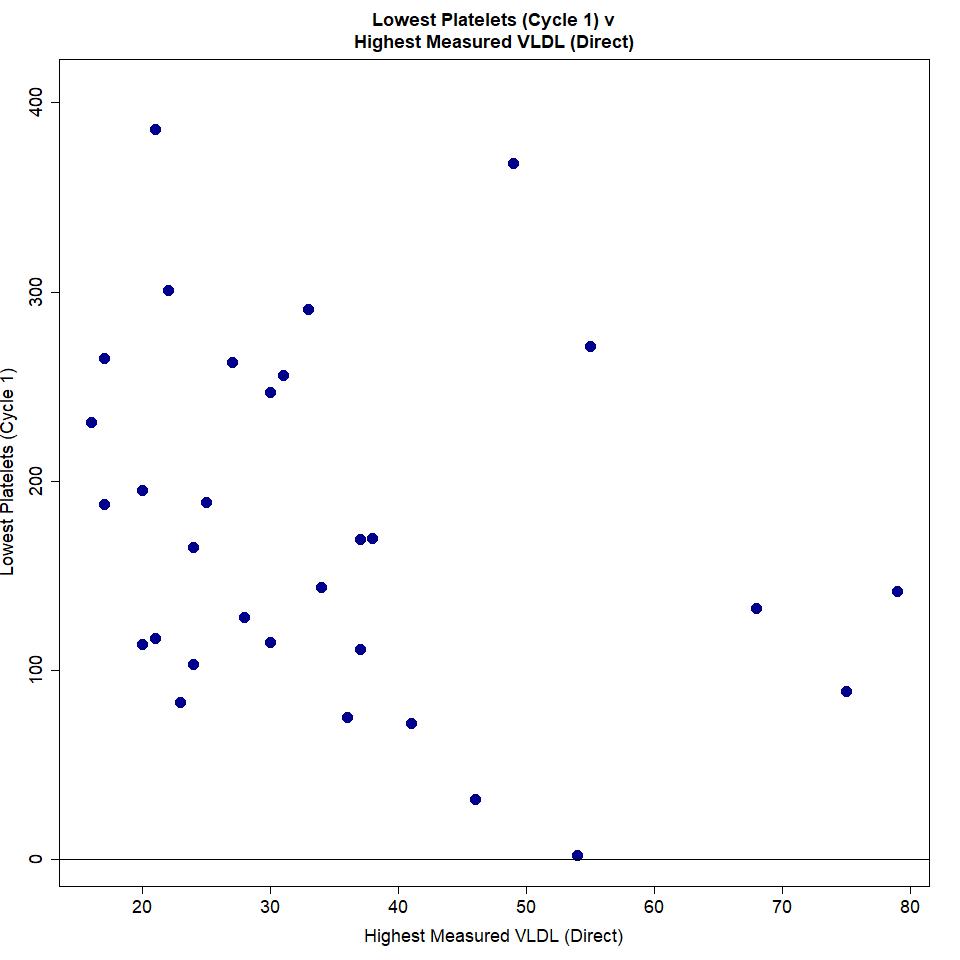 Lowest Platelets (Cycle 1) v
Highest Measured VLDL (Direct)
Lowest Platelets (Cycle 1)
400
300
200
100
0
20 30 40 50 60 70 80
Highest Measured VLDL (Direct)